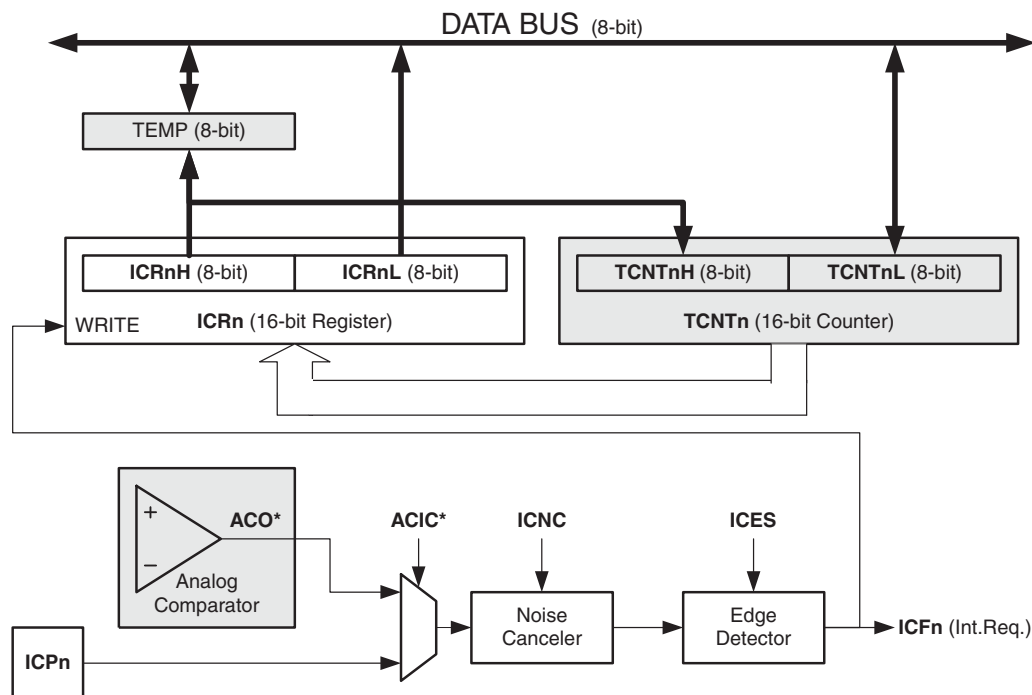 DATA BUS (8-bit)
TEMP (8-bit)
ICRnH (8-bit)
ICRnL (8-bit)
TCNTnH (8-bit)
TCNTnL (8-bit)
WRITE
ICRn (16-bit Register)
TCNTn (16-bit Counter)
+
−
ACO*
Analog
Comparator
ACIC*
ICNC
ICES
Noise
Canceler
Edge
Detector
ICFn (Int.Req.)
ICPn